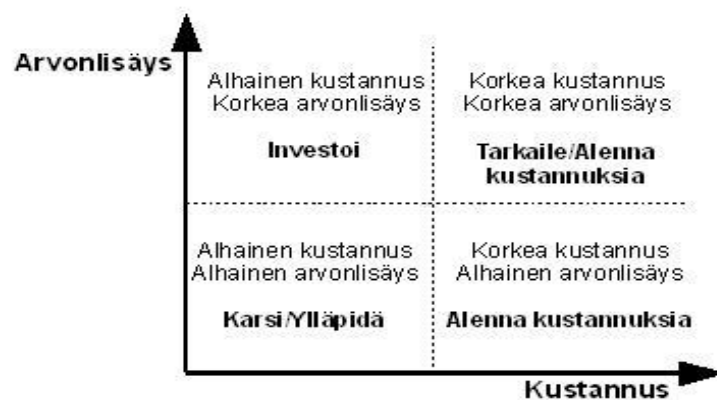 Arvonlisäys
Alhainen kustannus
Korkea arvonlisäys
Investoi
Korkea kustannus
Korkea arvonlisäys
Tarkaile/Alenna
kustannuksia
Alhainen kustannus
Alhainen arvonlisäys
Karsi/Ylläpidä
Korkea kustannus
Alhainen arvonlisäys
Alenna kustannuksia
Kustannus